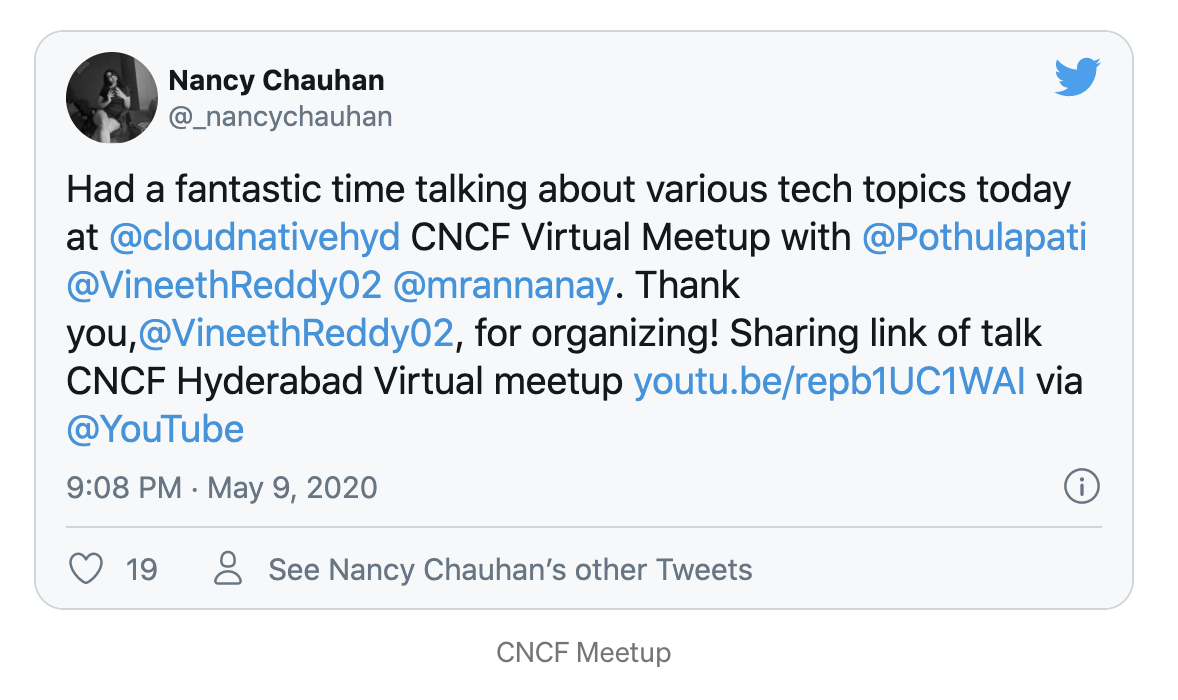 Nancy Chauhan
@_nancychauhan
Had a fantastic time talking about various tech topics today
at @cloudnativehyd CNCF Virtual Meetup with @Pothulapati
@VineethReddy02 @mrannanay. Thank
you,@VineethReddy02, for organizing! Sharing link of talk
CNCF Hyderabad Virtual meetup youtu.be/repb1UC1WAI via
@YouTube
9:08 PM · May 9, 2020
19 See Nancy Chauhan’s other Tweets
CNCF Meetup